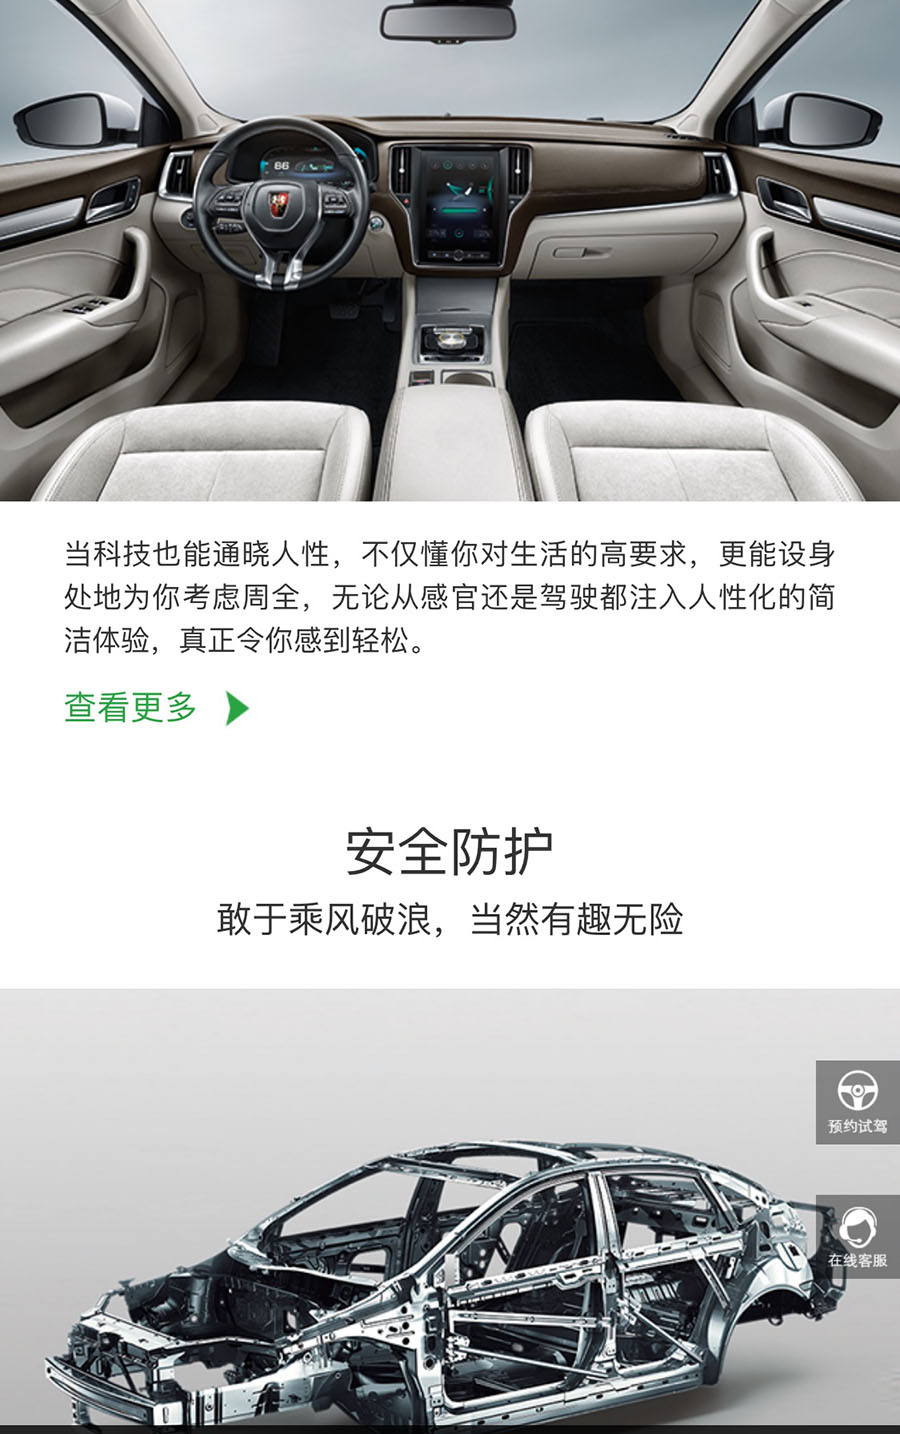 86
当科技也能通晓人性，不仅懂你对生活的高要求，更能设身
处地为你考虑周全，无论从感官还是驾驶都注入人性化的简
洁体验，真正令你感到轻松。
查看更多
安全防护
敢于乘风破浪，当然有趣无险
预约试驾
在线客服